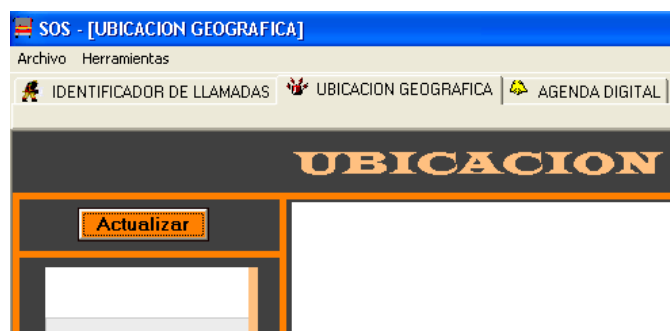 SOS - [UBICACION GEOGRAFICA]
Archivo Herramientas
IDENTIFICADOR DE LLAMADAS UBICACION GEOGRAFICA AGENDA DIGITAL
UBICACION
Actualizar